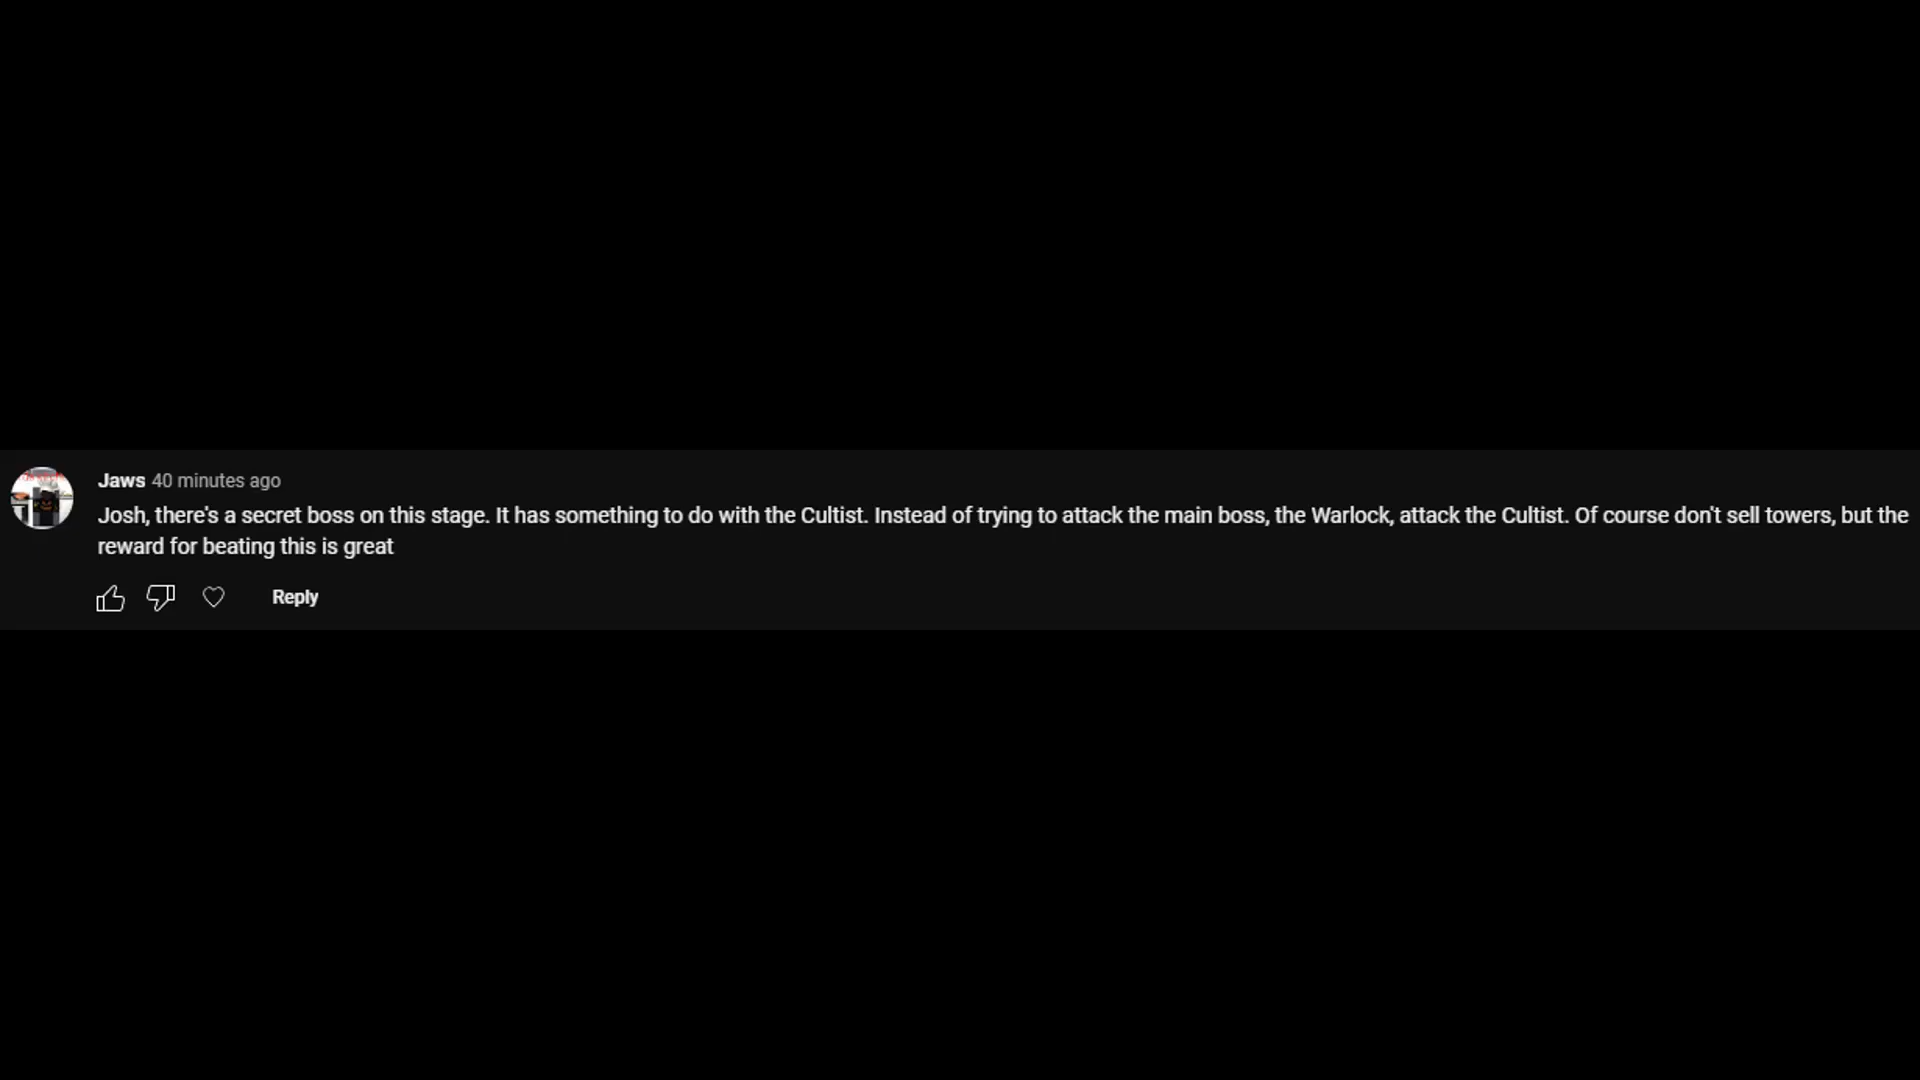 Jaws 40 minutes ago
Josh, there's a secret boss on this stage. It has something to do with the Cultist. Instead of trying to attack the main boss, the Warlock, attack the Cultist. Of course don't sell towers, but the
reward for beating this is great
Reply